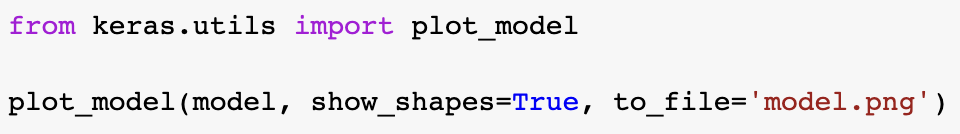 from keras.utils import plot_model
plot_model(model, show_shapes=True, to_file='model.png')